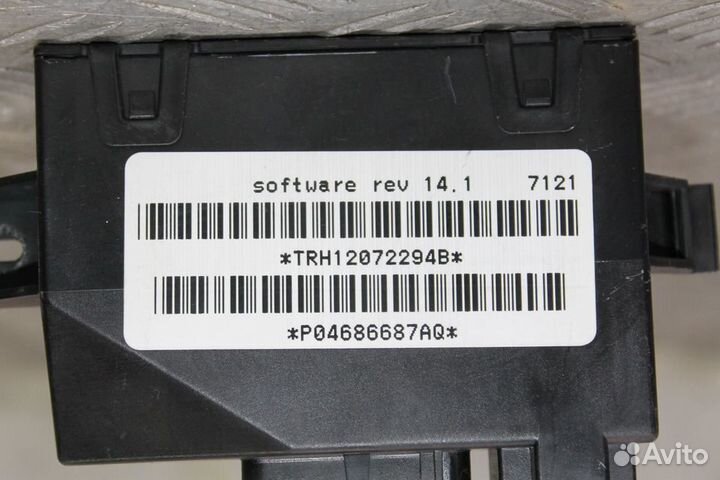 software rev 14.1 7121
*TRH12072294B*
*P04686687AQ*
Avito